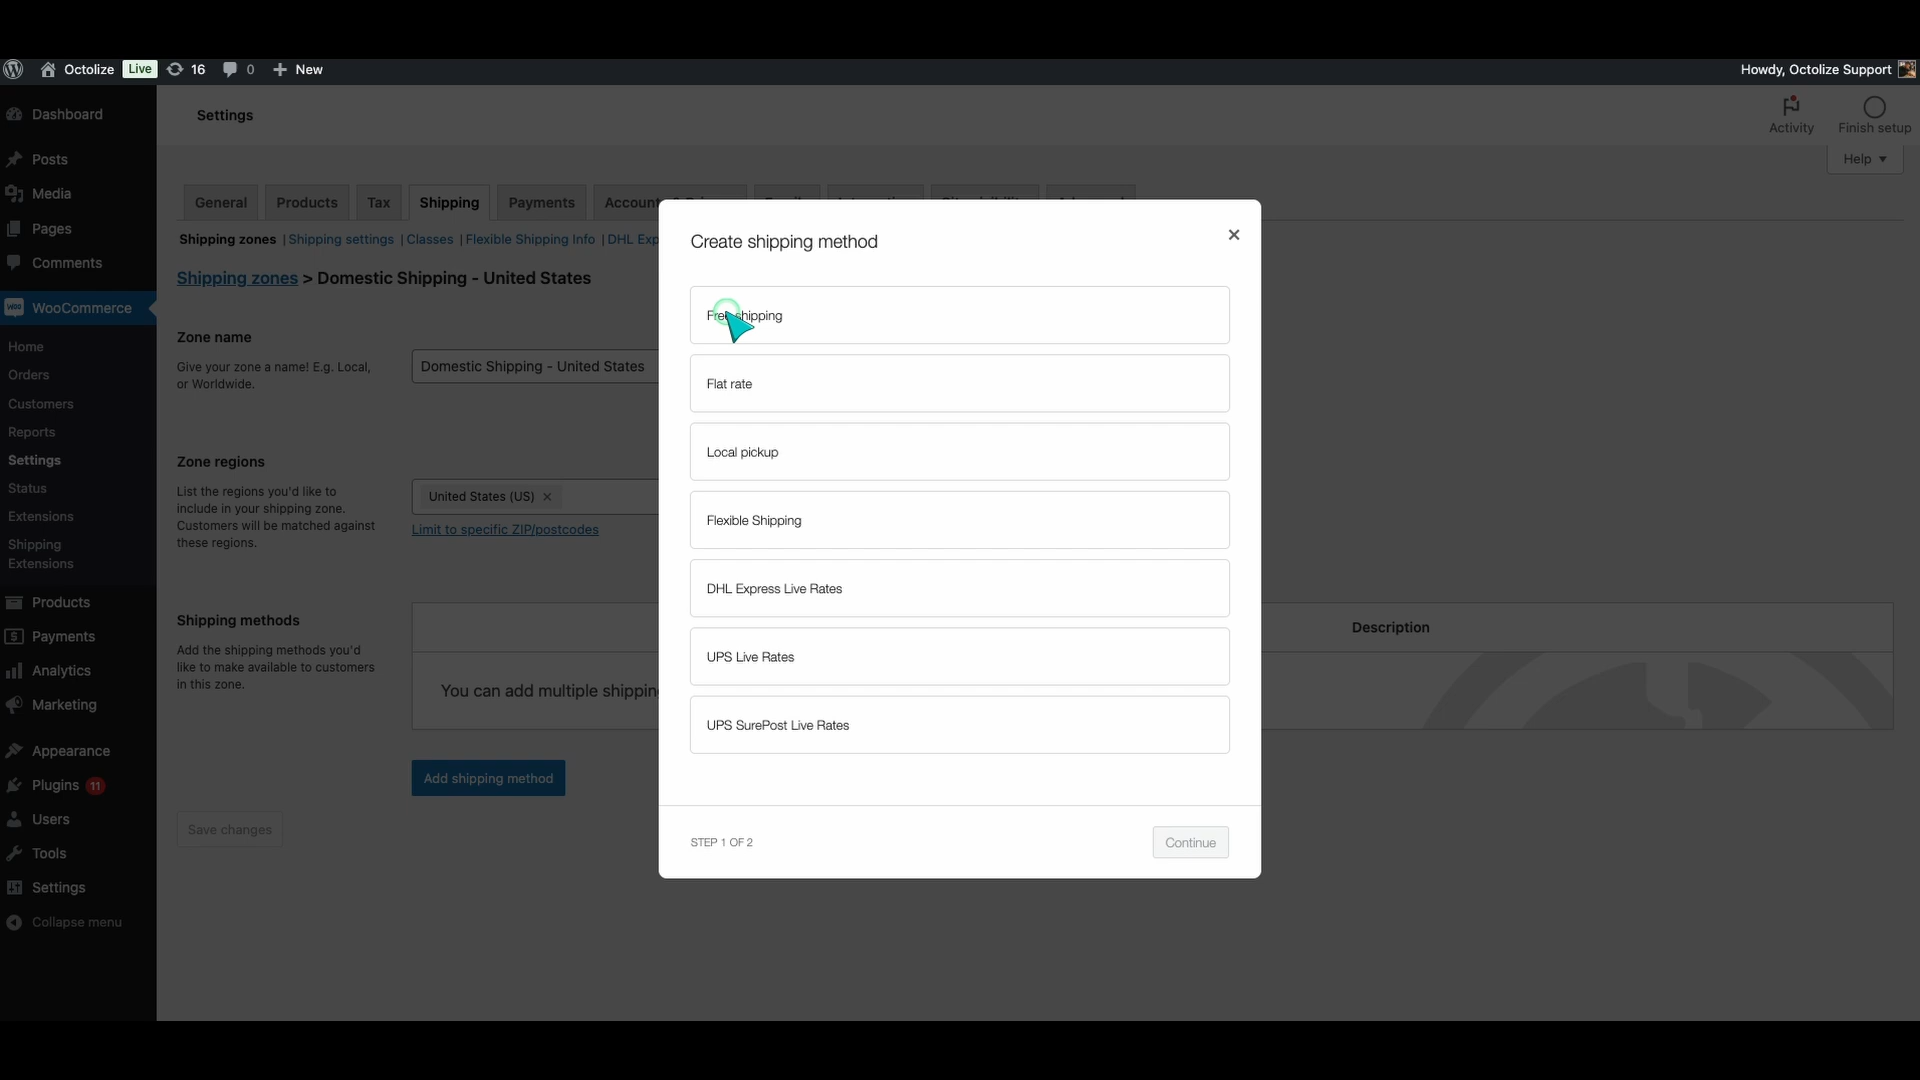 Octolize Live 16 0 New Howdy, Octolize Support
Dashboard
Posts
Media
Pages
Comments
WooCommerce
Home
Orders
Customers
Reports
Settings
Status
Extensions
Shipping
Extensions
Products
Payments
Analytics
Marketing
Appearance
Plugins 11
Users
Tools
Settings
Collapse menu
Settings
Activity
Finish setup
Help
General Products Tax Shipping Payments
Shipping zones | Shipping settings | Classes | Flexible Shipping Info | DHL
Shipping zones > Domestic Shipping - United States
Zone name
Give your zone a name! E.g. Local,
or Worldwide.
Domestic Shipping - United States
Zone regions
List the regions you'd like to
include in your shipping zone.
Customers will be matched against
these regions.
United States (US) ×
Limit to specific ZIP/postcodes
Shipping methods
Add the shipping methods you'd
like to make available to customers
in this zone.
Description
You can add multiple
Add shipping method
Save changes
Create shipping method
Free shipping
Flat rate
Local pickup
Flexible Shipping
DHL Express Live Rates
UPS Live Rates
UPS SurePost Live Rates
STEP 1 OF 2
Continue